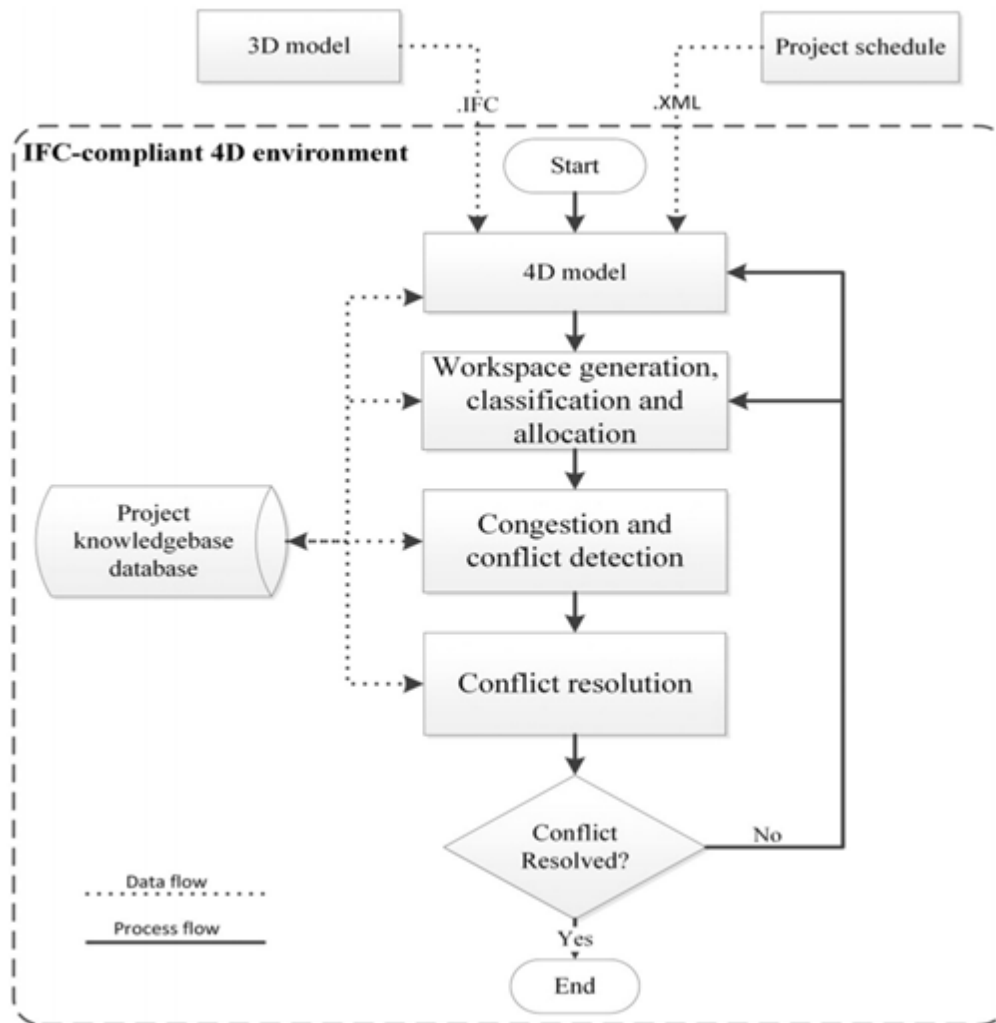 3D model
Project schedule
.IFC
.XML
IFC-compliant 4D environment
Start
4D model
Workspace generation,
classification and
allocation
Project
knowledgebase
database
Congestion and
conflict detection
Conflict resolution
Conflict
Resolved?
No
Data flow
Process flow
Yes
End